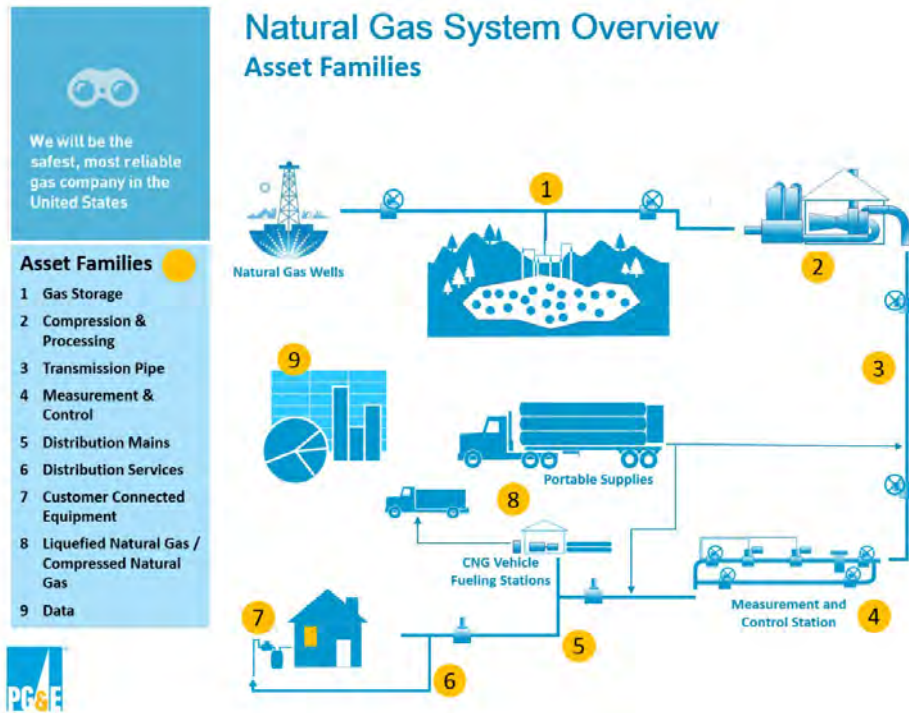 Natural Gas System Overview
Asset Families
We will be the
safest, most reliable
gas company in the
United States
Asset Families
1 Gas Storage
2 Compression &
Processing
3 Transmission Pipe
4 Measurement &
Control
5 Distribution Mains
6 Distribution Services
7 Customer Connected
Equipment
8 Liquefied Natural Gas /
Compressed Natural
Gas
9 Data
PG&E
Natural Gas Wells
1
2
3
9
Portable Supplies
8
CNG Vehicle
Fueling Stations
Measurement and
Control Station
4
7
5
6